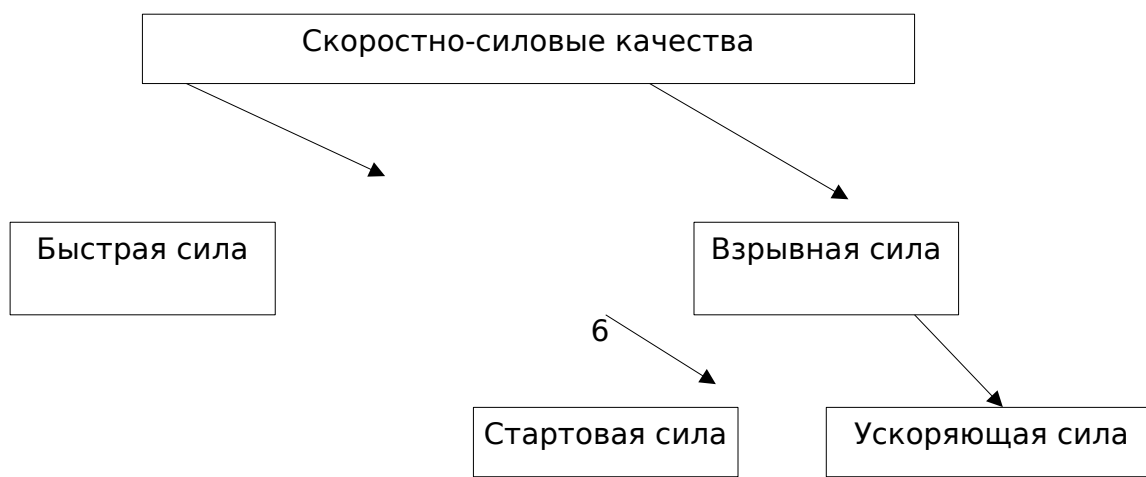 Скоростно-силовые качества
Быстрая сила
Взрывная сила
6
Стартовая сила
Ускоряющая сила